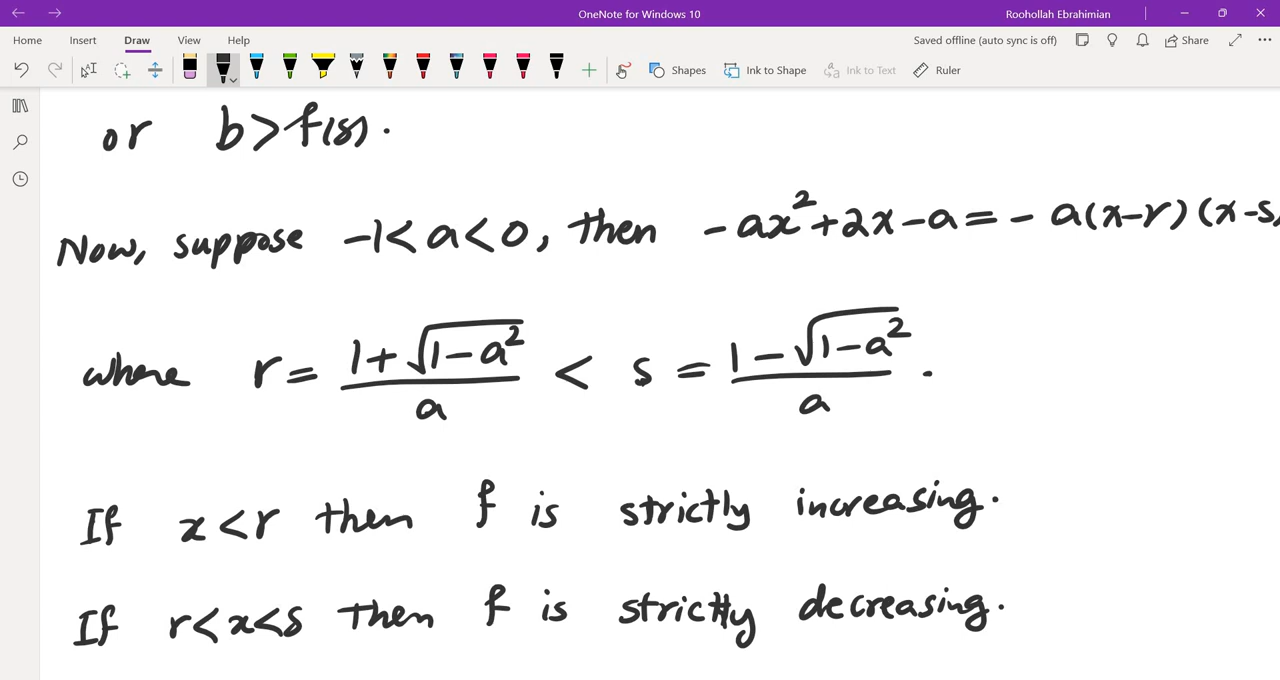 OneNote for Windows 10
Roohollah Ebrahimian
Home Insert Draw View Help
Saved offline (auto sync is off)
Share
Shapes
Ink to Shape
Ink to Text
Ruler
or b > f(s).
Now, suppose -1 < a < 0, then -ax² + 2x - a = - a(x-r)(x-s
where r = (1+√(1-a²))/a < s = (1-√(1-a²))/a .
If x < r then f is strictly increasing.
If r < x < s then f is strictly decreasing.